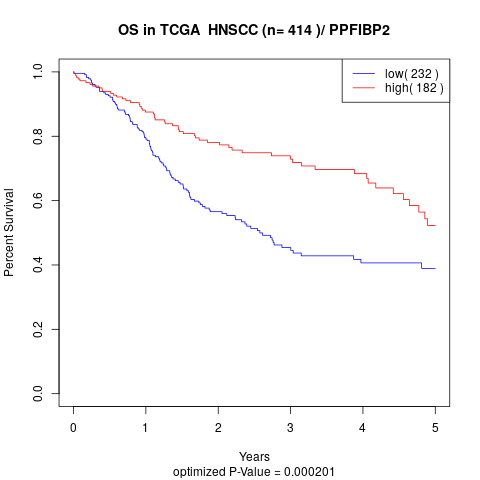 OS in TCGA HNSCC (n= 414 )/ PPFIBP2
low( 232 )
high( 182 )
Percent Survival
1.0
0.8
0.6
0.4
0.2
0.0
0 1 2 3 4 5
Years
optimized P-Value = 0.000201